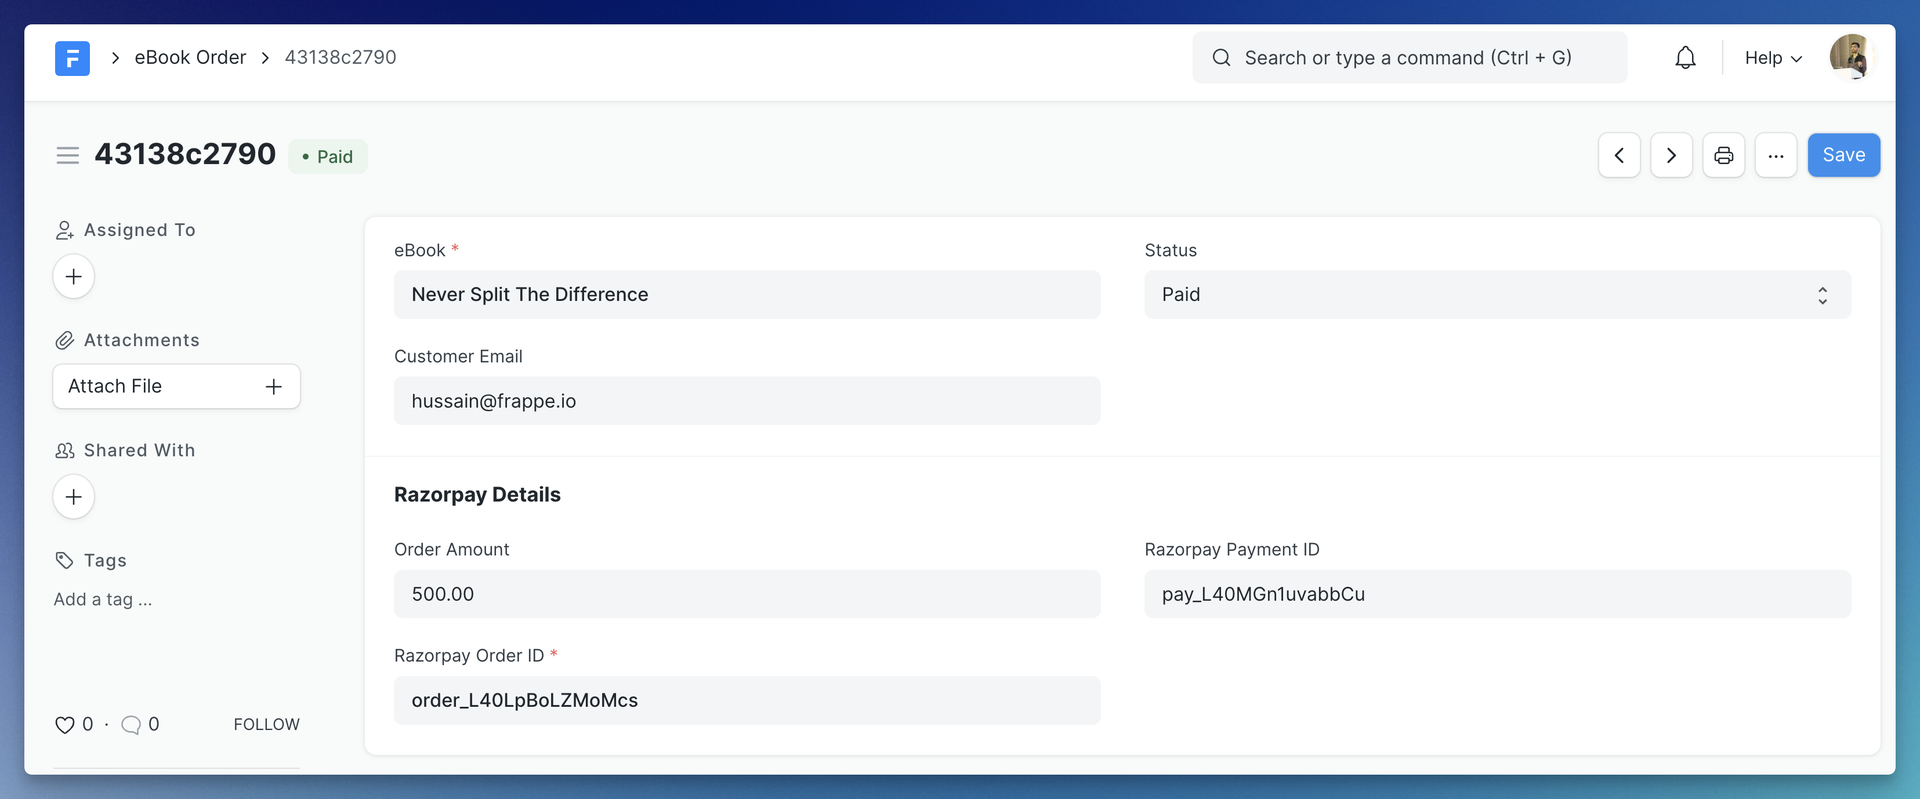 eBook Order
43138c2790
Search or type a command (Ctrl + G)
Help
43138c2790
Paid
Save
Assigned To
Attachments
Attach File
Shared With
Tags
Add a tag ...
0 · 0
FOLLOW
eBook *
Never Split The Difference
Status
Paid
Customer Email
hussain@frappe.io
Razorpay Details
Order Amount
500.00
Razorpay Payment ID
pay_L40MGn1uvabbCu
Razorpay Order ID *
order_L40LpBoLZMoMcs